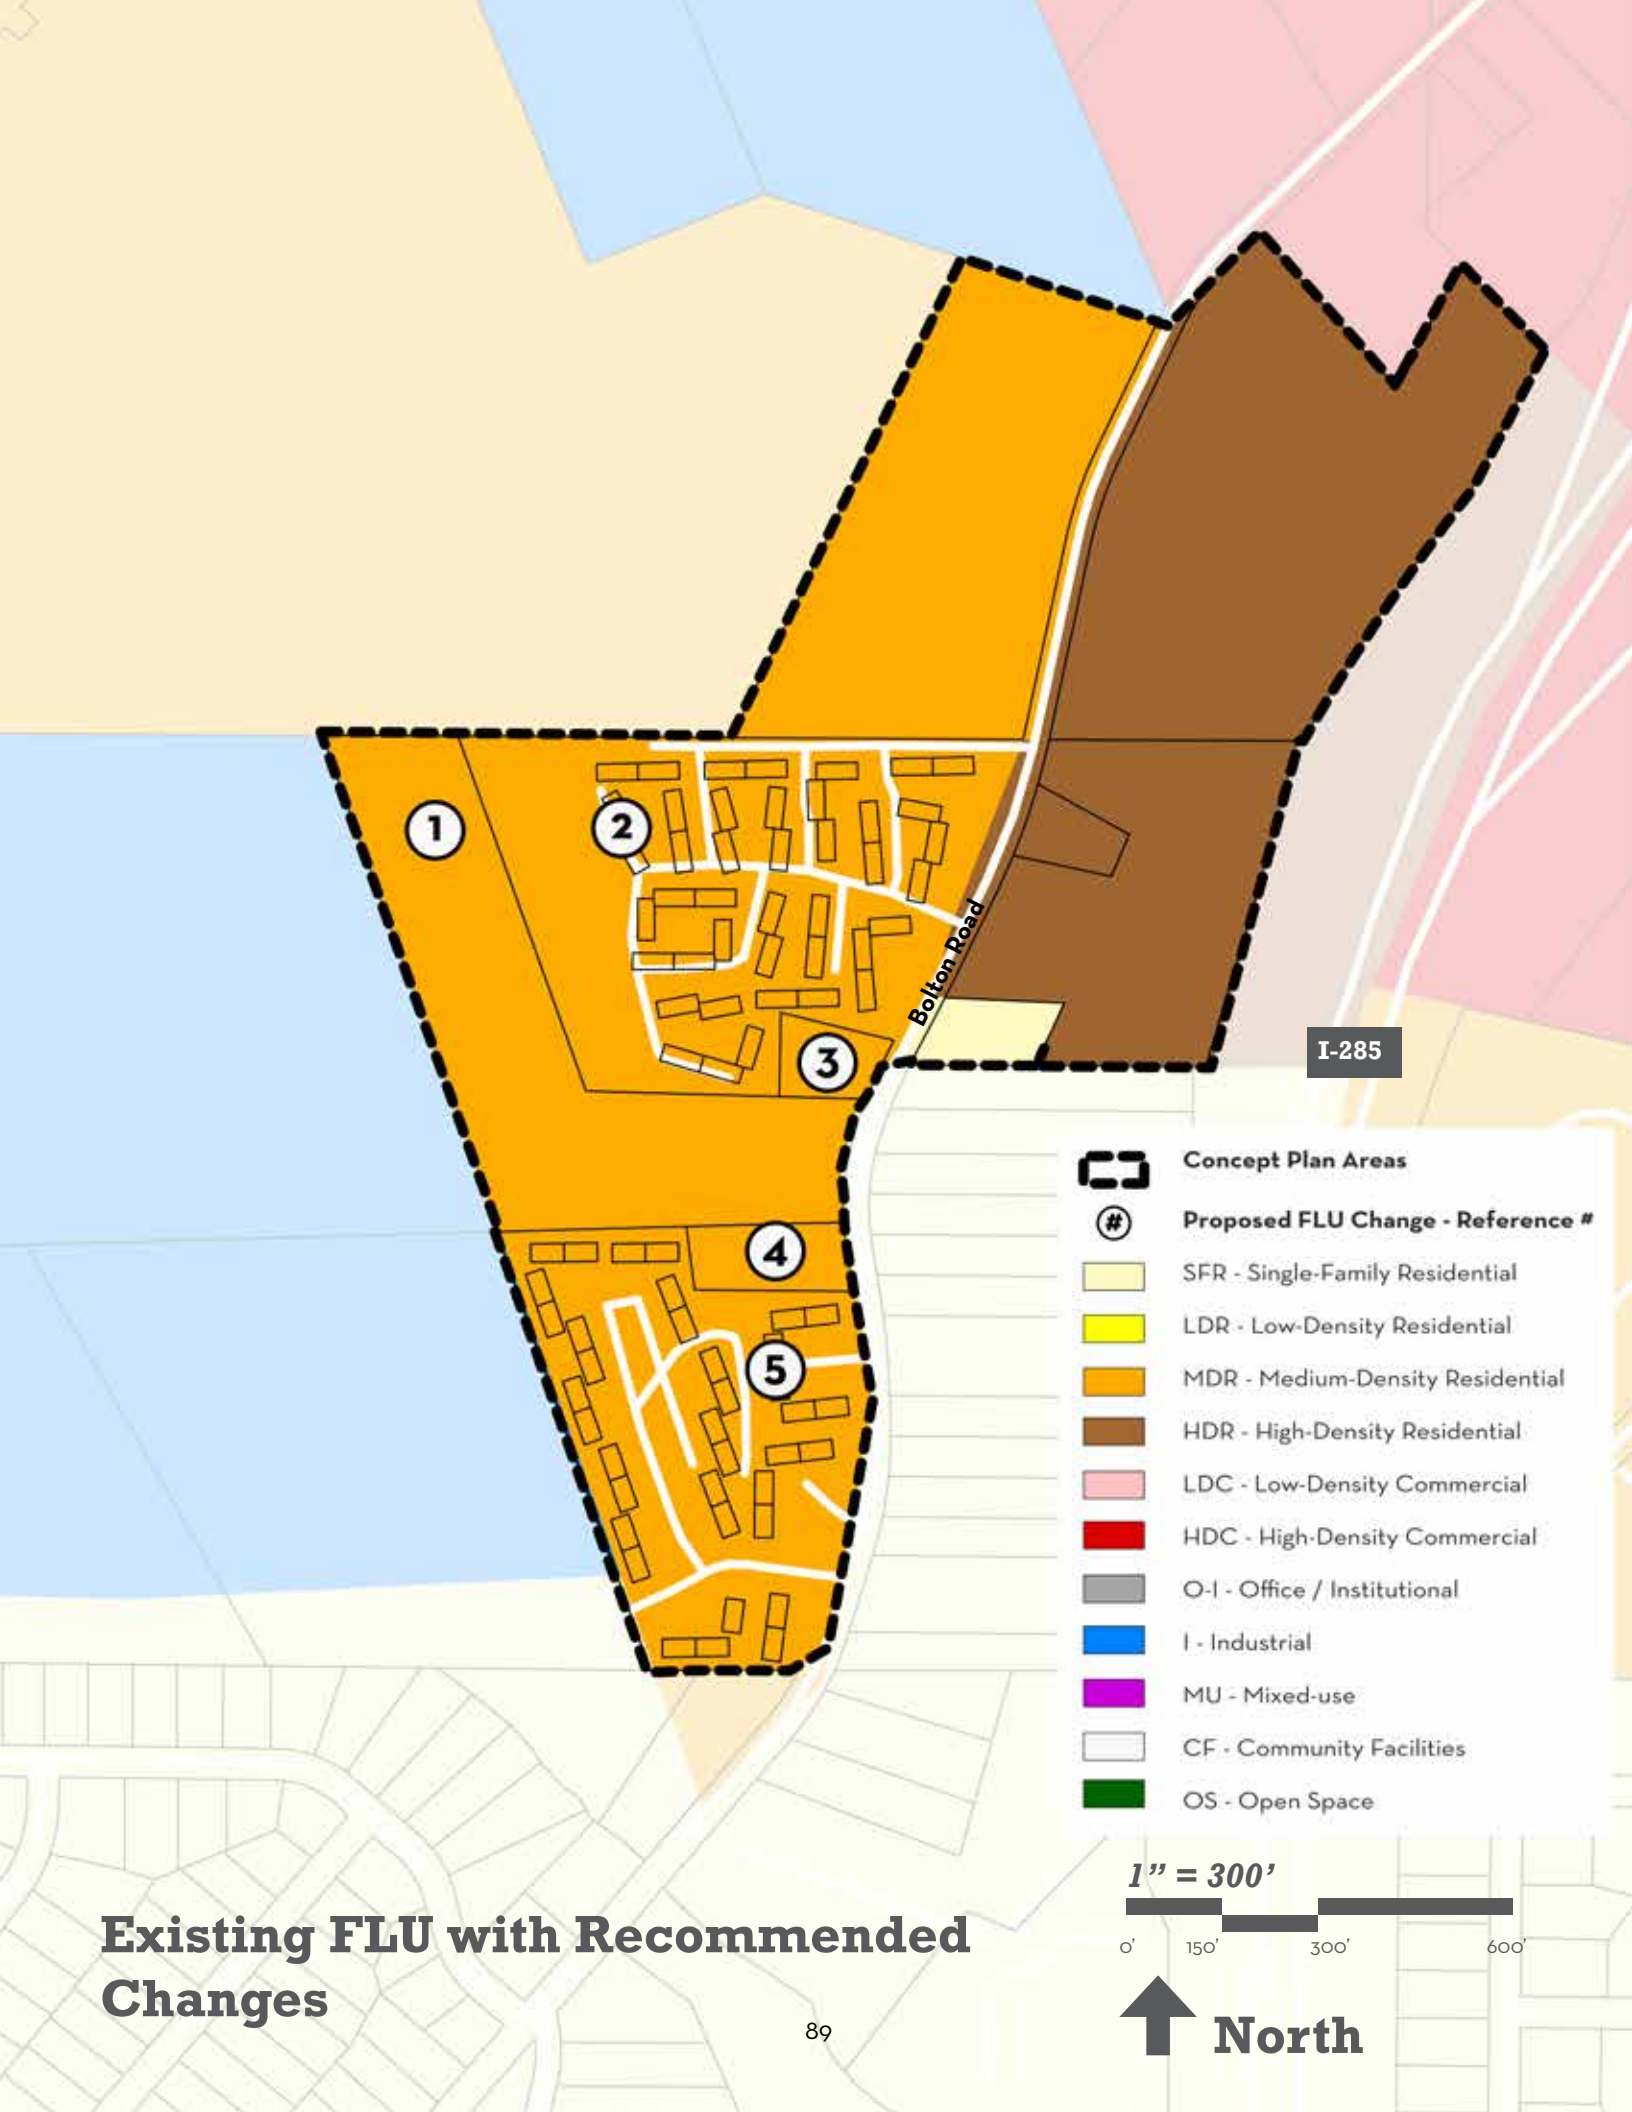 1
2
3
Bolton Road
I-285
4
5
Concept Plan Areas
# Proposed FLU Change - Reference #
SFR - Single-Family Residential
LDR - Low-Density Residential
MDR - Medium-Density Residential
HDR - High-Density Residential
LDC - Low-Density Commercial
HDC - High-Density Commercial
O-I - Office / Institutional
I - Industrial
MU - Mixed-use
CF - Community Facilities
OS - Open Space
1” = 300’
0’ 150’ 300’ 600’
North
Existing FLU with Recommended
Changes
89